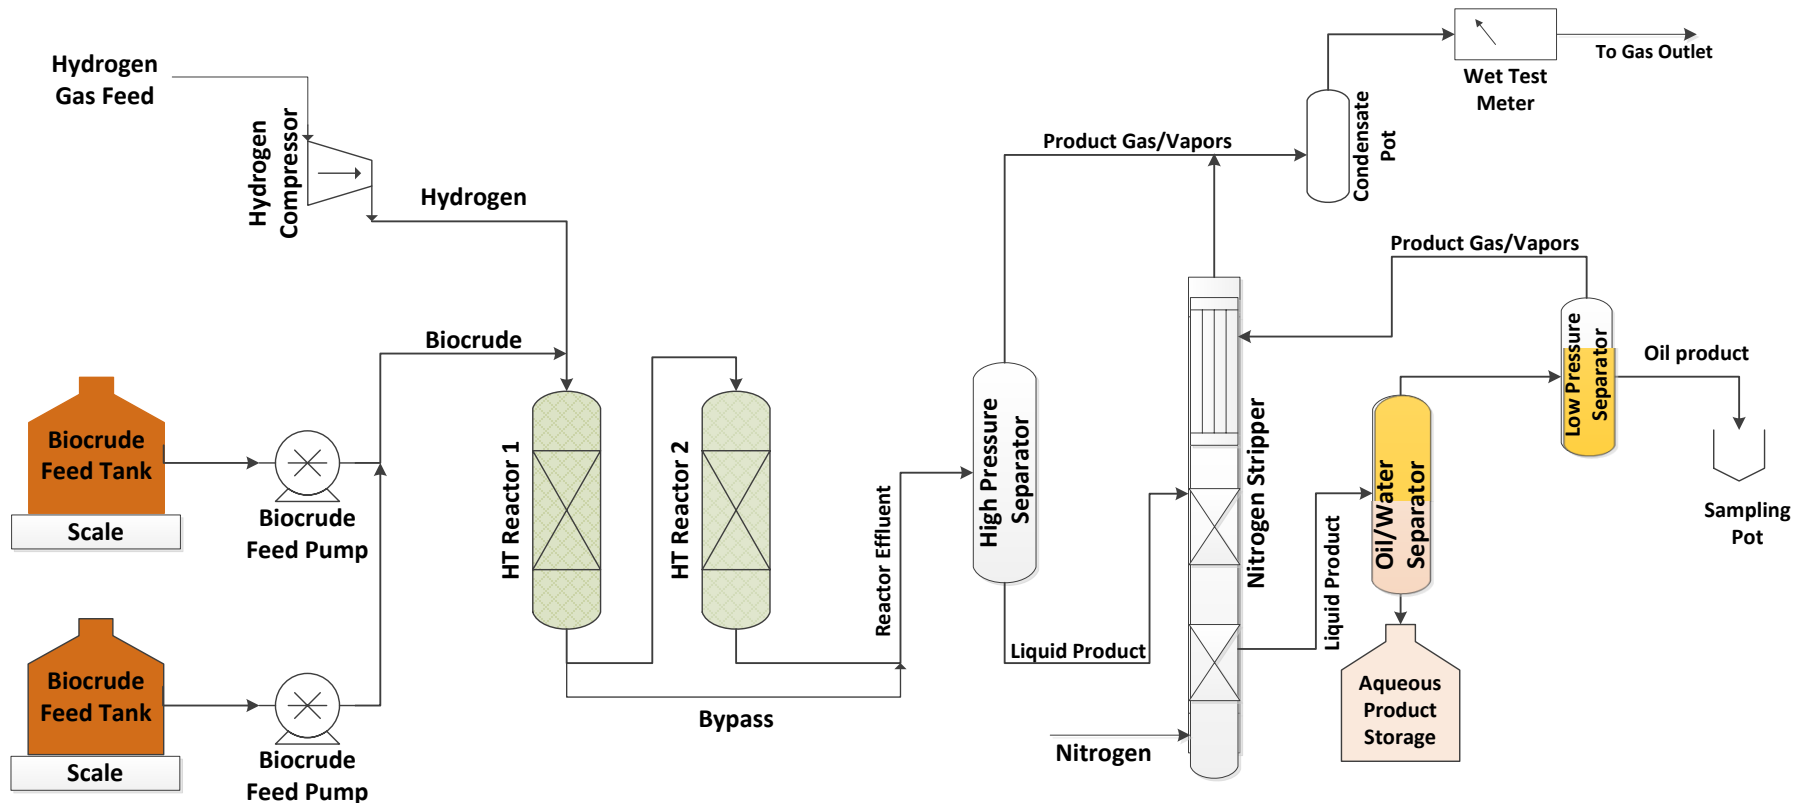 Hydrogen
Gas Feed
Hydrogen
Compressor
Hydrogen
Biocrude
Biocrude
Feed Tank
Scale
Biocrude
Feed Pump
Biocrude
Feed Tank
Scale
Biocrude
Feed Pump
HT Reactor 1
HT Reactor 2
Bypass
Reactor Effluent
High Pressure
Separator
Product Gas/Vapors
Liquid Product
Nitrogen
Nitrogen Stripper
Condensate
Pot
Wet Test
Meter
To Gas Outlet
Product Gas/Vapors
Liquid Product
Oil/Water
Separator
Aqueous
Product
Storage
Low Pressure
Separator
Oil product
Sampling
Pot